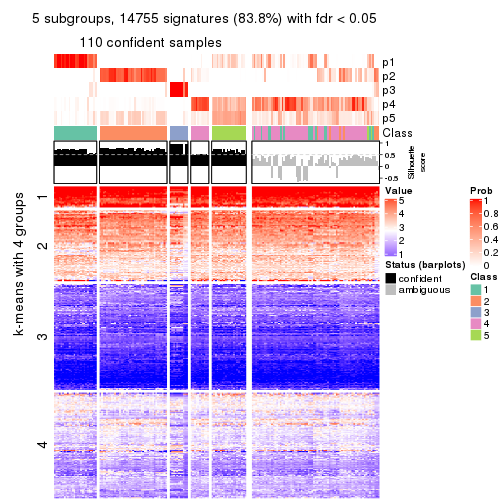 5 subgroups, 14755 signatures (83.8%) with fdr < 0.05
110 confident samples
p1
p2
p3
p4
p5
Class
1
0.5
0
-0.5
Silhouette
score
k-means with 4 groups
1
2
3
4
Value
5
4
3
2
1
Status (barplots)
confident
ambiguous
Prob
1
0.8
0.6
0.4
0.2
0
Class
1
2
3
4
5